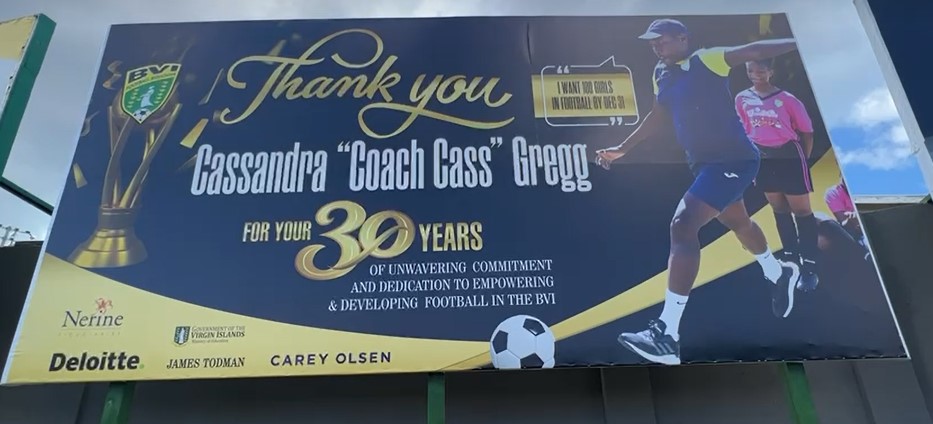 BVI
Thank you
"I WANT 100 GIRLS
IN FOOTBALL BY DEC 31"
Cassandra "Coach Cass" Gregg
FOR YOUR 30 YEARS
OF UNWAVERING COMMITMENT
AND DEDICATION TO EMPOWERING
& DEVELOPING FOOTBALL IN THE BVI
Nerine
GOVERNMENT OF THE
VIRGIN ISLANDS
Deloitte.
JAMES TODMAN
CAREY OLSEN